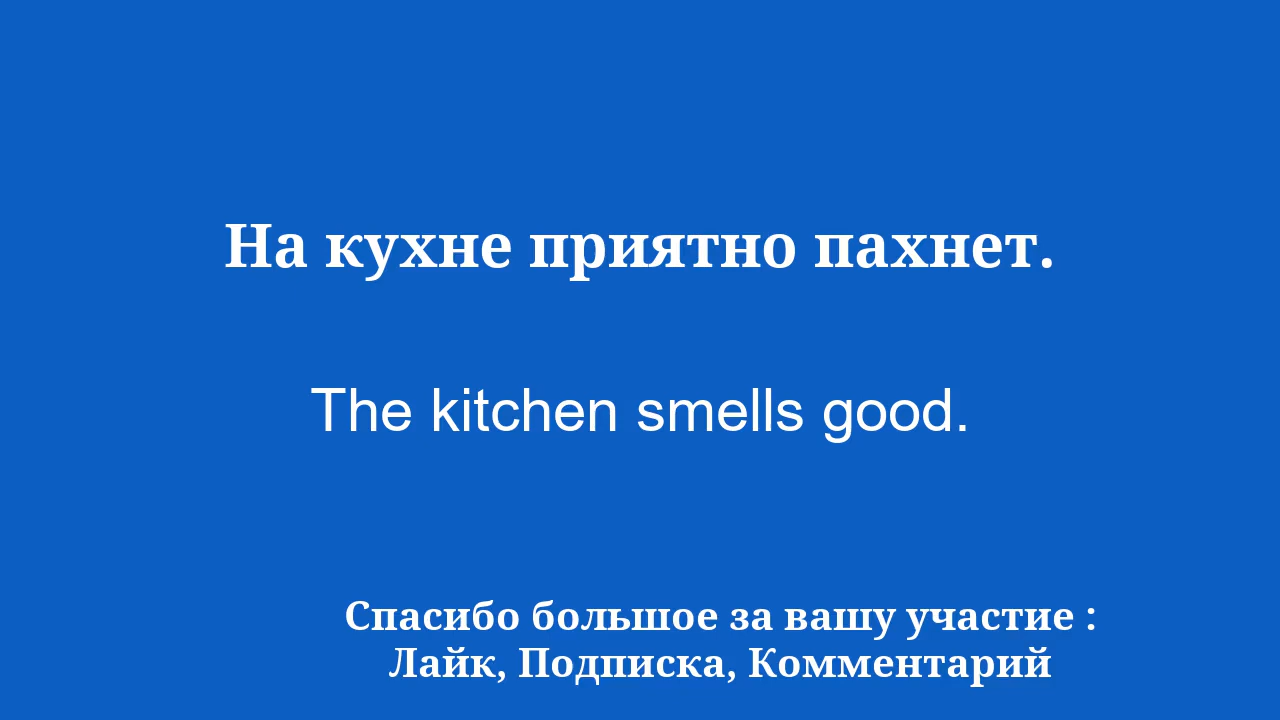 На кухне приятно пахнет.
The kitchen smells good.
Спасибо большое за вашу участие :
Лайк, Подписка, Комментарий